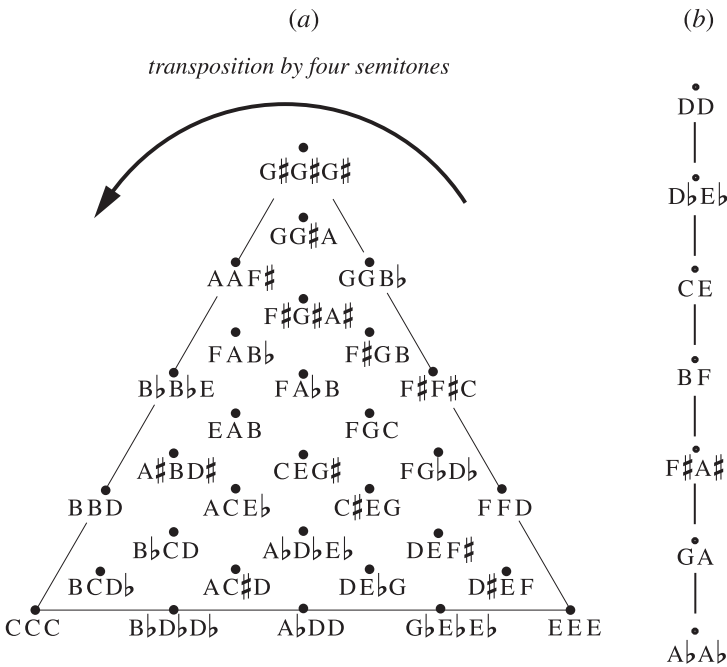 (a)
transposition by four semitones
G♯G♯G♯
GG♯A
AAF♯ GGB♭
F♯G♯A♯
FAB♭ F♯GB
B♭B♭E FA♭B F♯F♯C
EAB FGC
A♯BD♯ CEG♯ FG♭D♭
BBD ACE♭ C♯EG FFD
B♭CD A♭D♭E♭ DEF♯
BCD♭ AC♯D DE♭G D♯EF
CCC B♭D♭D♭ A♭DD G♭E♭E♭ EEE
(b)
DD
D♭E♭
CE
BF
F♯A♯
GA
A♭A♭